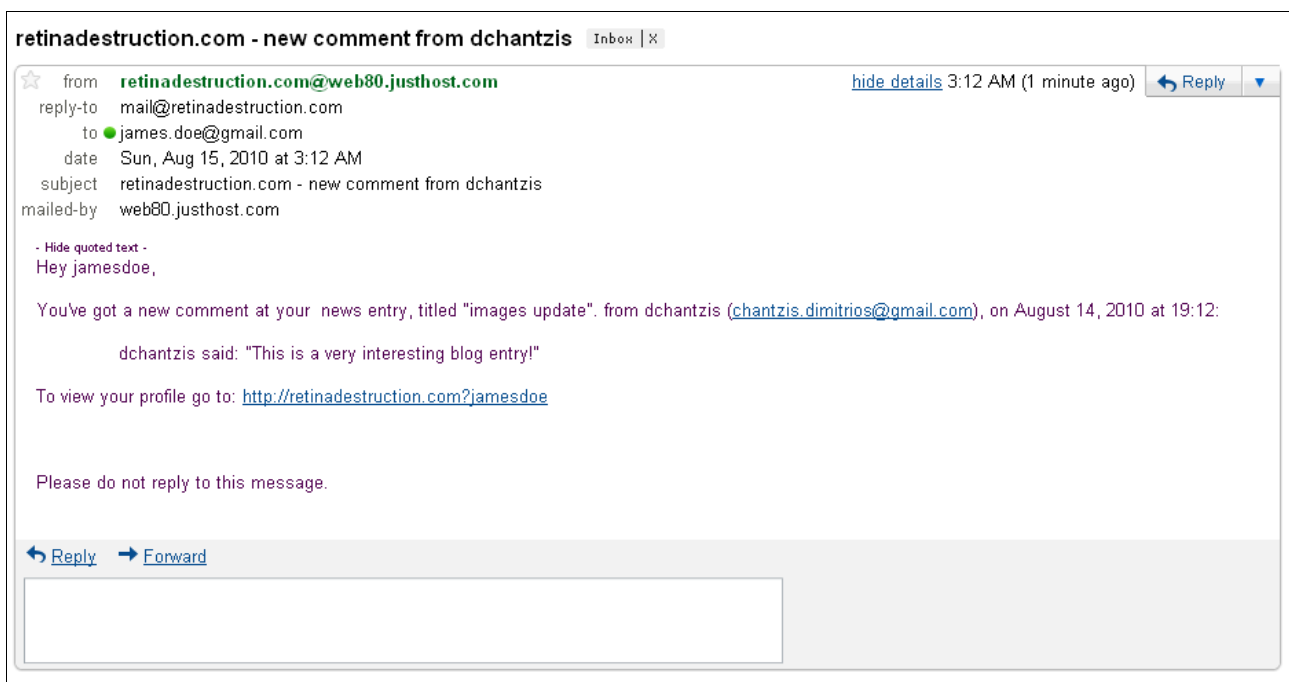 retinadestruction.com - new comment from dchantzis Inbox | X
from retinadestruction.com@web80.justhost.com hide details 3:12 AM (1 minute ago) Reply
reply-to mail@retinadestruction.com
to james.doe@gmail.com
date Sun, Aug 15, 2010 at 3:12 AM
subject retinadestruction.com - new comment from dchantzis
mailed-by web80.justhost.com
- Hide quoted text -
Hey jamesdoe,
You've got a new comment at your  news entry, titled "images update". from dchantzis (chantzis.dimitrios@gmail.com), on August 14, 2010 at 19:12:
dchantzis said: "This is a very interesting blog entry!"
To view your profile go to: http://retinadestruction.com?jamesdoe
Please do not reply to this message.
Reply Forward